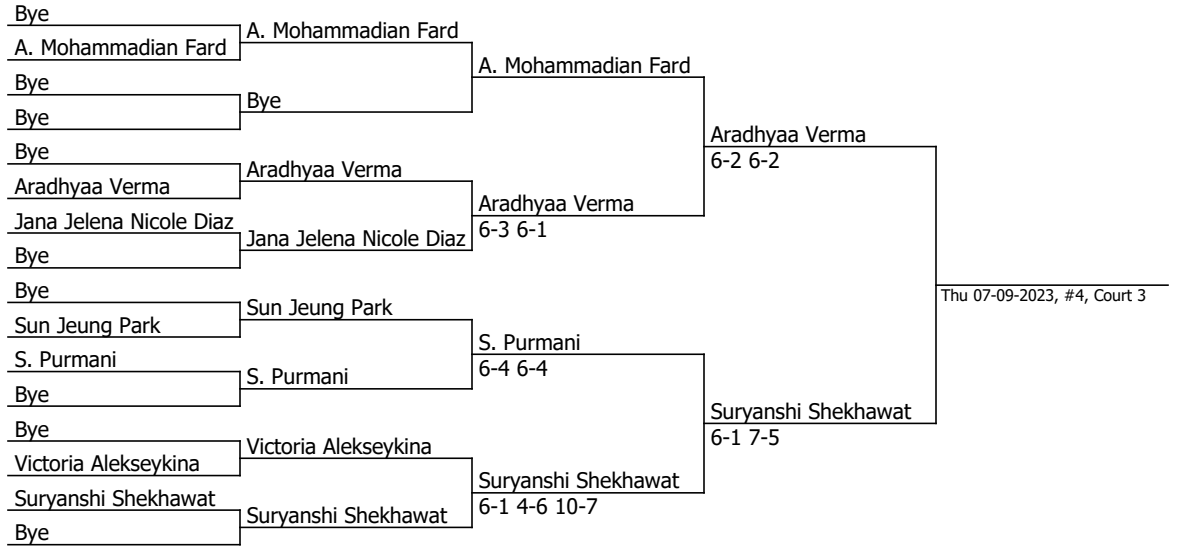 Bye
A. Mohammadian Fard
Bye
Bye
Bye
Aradhyaa Verma
Jana Jelena Nicole Diaz
Bye
Bye
Sun Jeung Park
S. Purmani
Bye
Bye
Victoria Alekseykina
Suryanshi Shekhawat
Bye
A. Mohammadian Fard
Bye
Aradhyaa Verma
Jana Jelena Nicole Diaz
Sun Jeung Park
S. Purmani
Victoria Alekseykina
Suryanshi Shekhawat
A. Mohammadian Fard
Aradhyaa Verma
6-3 6-1
S. Purmani
6-4 6-4
Suryanshi Shekhawat
6-1 4-6 10-7
Aradhyaa Verma
6-2 6-2
Suryanshi Shekhawat
6-1 7-5
Thu 07-09-2023, #4, Court 3